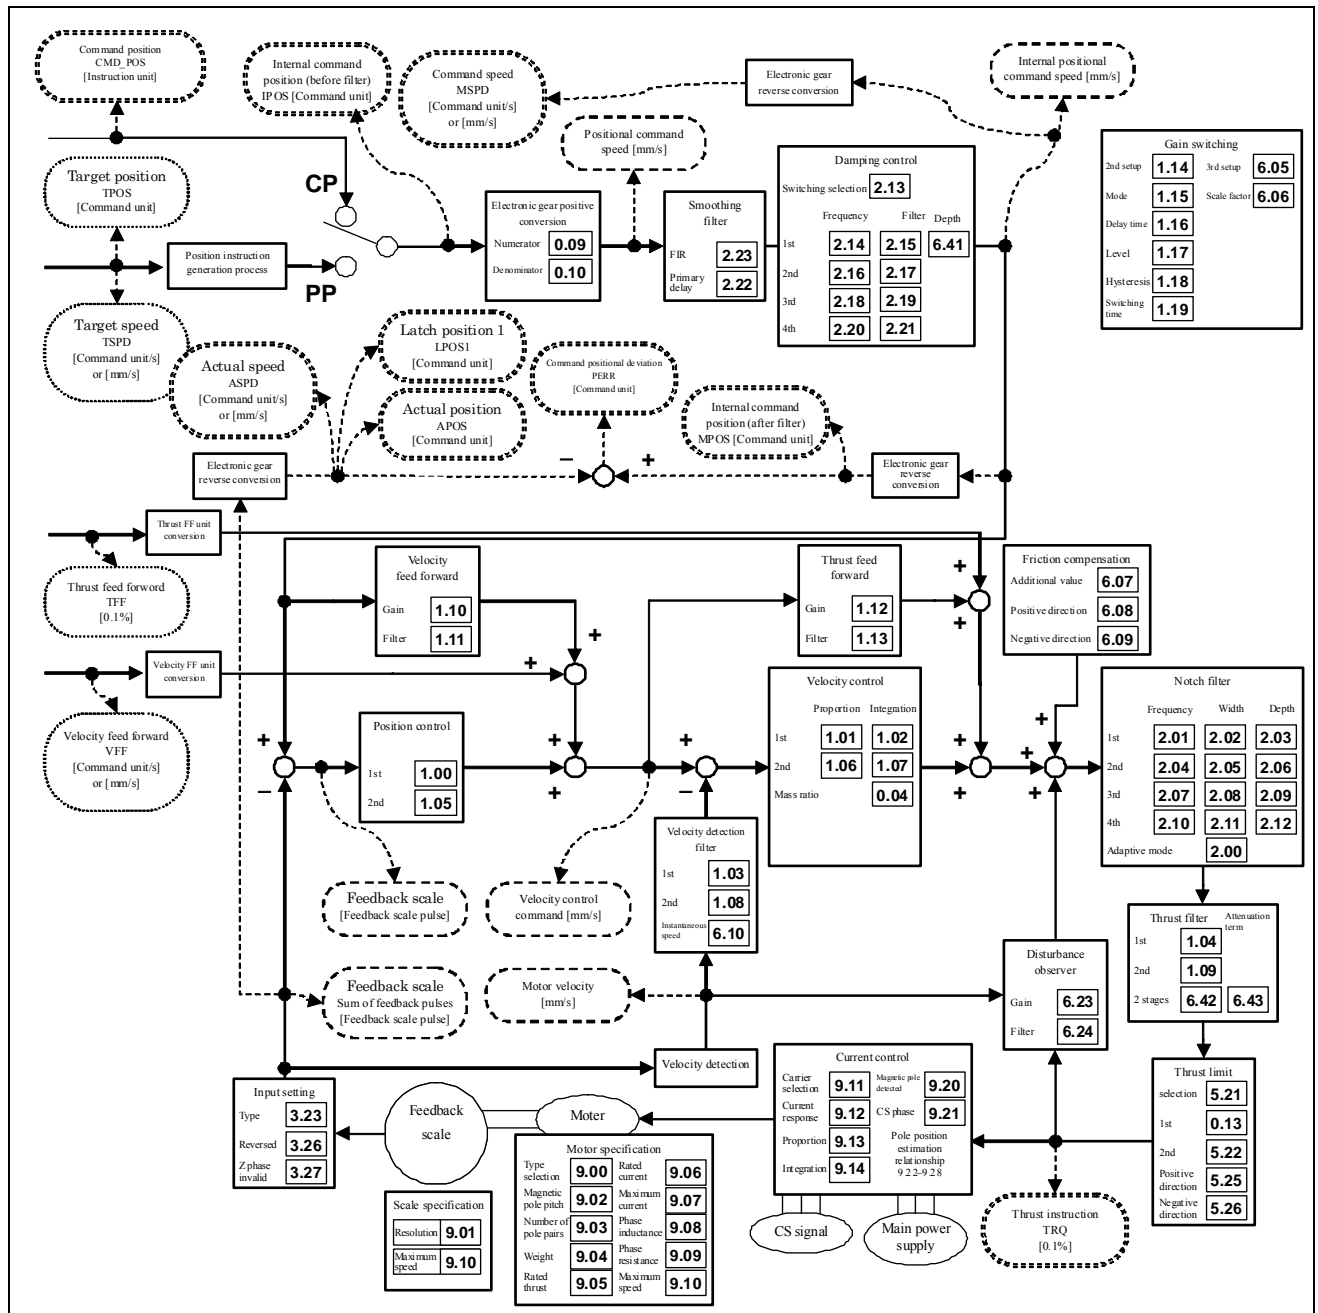 Command position
CMD_POS
[Instruction unit]
Internal command
position (before filter)
IPOS [Command unit]
Command speed
MSPD
[Command unit/s]
or [mm/s]
Electronic gear
reverse conversion
Internal positional
command speed [mm/s]
Positional command
speed [mm/s]
Target position
TPOS
[Command unit]
CP
Position instruction
generation process
PP
Target speed
TSPD
[Command unit/s]
or [mm/s]
Electronic gear positive
conversion
Numerator 0.09
Denominator 0.10
Smoothing
filter
FIR 2.23
Primary
delay 2.22
Damping control
Switching selection 2.13
Frequency Filter Depth
1st 2.14 2.15 6.41
2nd 2.16 2.17
3rd 2.18 2.19
4th 2.20 2.21
Gain switching
2nd setup 1.14 3rd setup 6.05
Mode 1.15 Scale factor 6.06
Delay time 1.16
Level 1.17
Hysteresis 1.18
Switching
time 1.19
Actual speed
ASPD
[Command unit/s]
or [mm/s]
Latch position 1
LPOS1
[Command unit]
Actual position
APOS
[Command unit]
Command positional deviation
PERR
[Command unit]
Internal command
position (after filter)
MPOS [Command unit]
Electronic gear
reverse conversion
− +
Electronic gear
reverse
conversion
Thrust FF unit
conversion
Thrust feed forword
TFF
[0.1%]
Velocity
feed forward
Gain 1.10
Filter 1.11
+
+
Thrust feed
forward
Gain 1.12
Filter 1.13
+
+
Friction compensation
Additional value 6.07
Positive direction 6.08
Negative direction 6.09
Velocity FF unit
conversion
Velocity feed forward
VFF
[Command unit/s]
or [mm/s]
+
−
Position control
1st 1.00
2nd 1.05
+
+
+
−
Velocity control
Proportion Integration
1st 1.01 1.02
2nd 1.06 1.07
Mass ratio 0.04
+
+
+
+
+
Notch filter
Frequency Width Depth
1st 2.01 2.02 2.03
2nd 2.04 2.05 2.06
3rd 2.07 2.08 2.09
4th 2.10 2.11 2.12
Adaptive mode 2.00
Velocity detection
filter
1st 1.03
2nd 1.08
Instantaneous
speed 6.10
Feedback scale
[Feedback scale pulse]
Velocity control
command [mm/s]
Thrust filter Attenuation
term
1st 1.04
2nd 1.09
2 stages 6.42 6.43
Disturbance
observer
Gain 6.23
Filter 6.24
Feedback scale
Sum of feedback pulses
[Feedback scale pulse]
Motor velocity
[mm/s]
Velocity detection
Input setting
Type 3.23
Reversed 3.26
Z phase
invalid 3.27
Feedback
scale
Moter
Current control
Carrier
selection 9.11
Magnetic pole
detected 9.20
Current
response 9.12
CS phase 9.21
Proportion 9.13
Integration 9.14
Pole position
estimation
relationship
9.22–9.28
Thrust limit
selection 5.21
1st 0.13
2nd 5.22
Positive
direction 5.25
Negative
direction 5.26
Scale specification
Resolution 9.01
Maximum
speed 9.10
Motor specification
Type
selection 9.00
Rated
current 9.06
Magnetic
pole pitch 9.02
Maximum
current 9.07
Number of
pole pairs 9.03
Phase
inductance 9.08
Weight 9.04
Phase
resistance 9.09
Rated
thrust 9.05
Maximum
speed 9.10
CS signal
Main power
supply
Thrust instruction
TRQ
[0.1%]